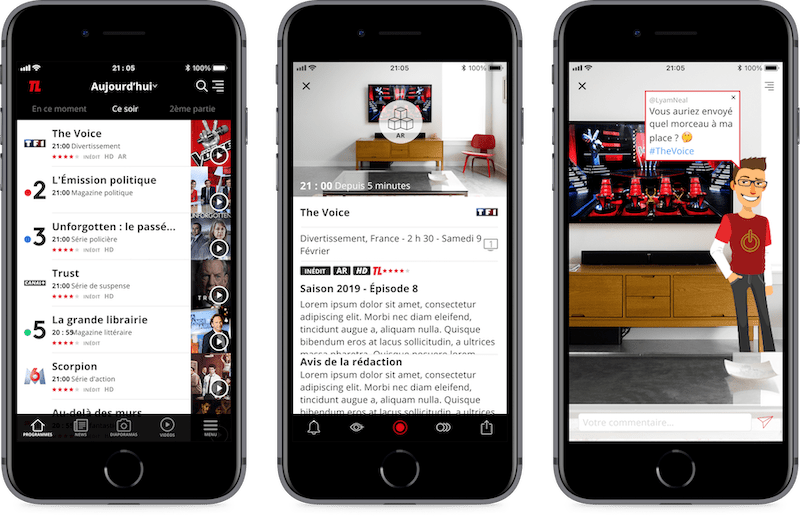 21:05
100%
TL
Aujourd'hui
En ce moment
Ce soir
2ème partie
TF1
The Voice
21:00 Divertissement
INÉDIT HD AR
2
L'Émission politique
21:00 Magazine politique
UNFORGOTTEN
3
Unforgotten : le passé...
21:00 Série policière
INÉDIT HD
CANAL+
Trust
21:00 Série de suspense
INÉDIT HD
5
La grande librairie
20 : 55 Magazine littéraire
INÉDIT
M6
Scorpion
21:00 Série d'action
INÉDIT HD
Au-delà des murs
PROGRAMMES
NEWS
DIAPORAMAS
VIDÉOS
MENU
21:05
100%
AR
21 : 00 Depuis 5 minutes
The Voice
TF1
Divertissement, France - 2 h 30 - Samedi 9
Février
INÉDIT AR HD TL
Saison 2019 - Épisode 8
Lorem ipsum dolor sit amet, consectetur
adipiscing elit. Morbi nec diam eleifend,
tincidunt augue a, aliquam nulla. Quisque
bibendum eros at lacus sollicitudin, a ultrices
massa pharetra. Quisque posuere lorem
Avis de la rédaction
Lorem ipsum dolor sit amet, consectetur
adipiscing elit. Morbi nec diam eleifend,
tincidunt augue a, aliquam nulla. Quisque
bibendum eros at lacus sollicitudin, a ultrices
21:05
100%
@LyamNeal
Vous auriez envoyé
quel morceau à ma
place ? 🤔
#TheVoice
Votre commentaire...